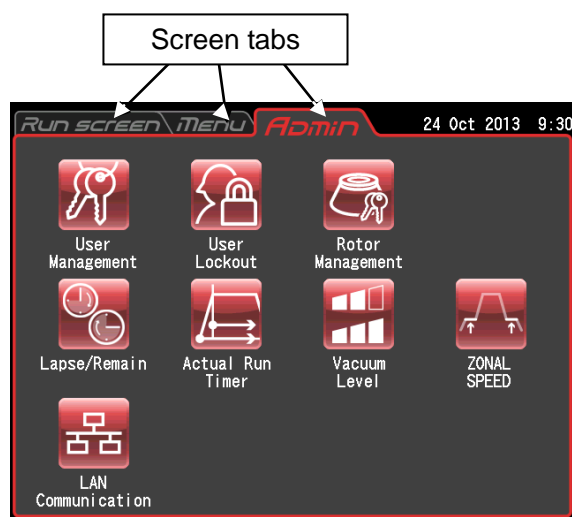 Screen tabs
Run screen Menu Admin 24 Oct 2013 9:30
User User Rotor
Management Lockout Management
Lapse/Remain Actual Run Vacuum ZONAL
Timer Level SPEED
LAN
Communication